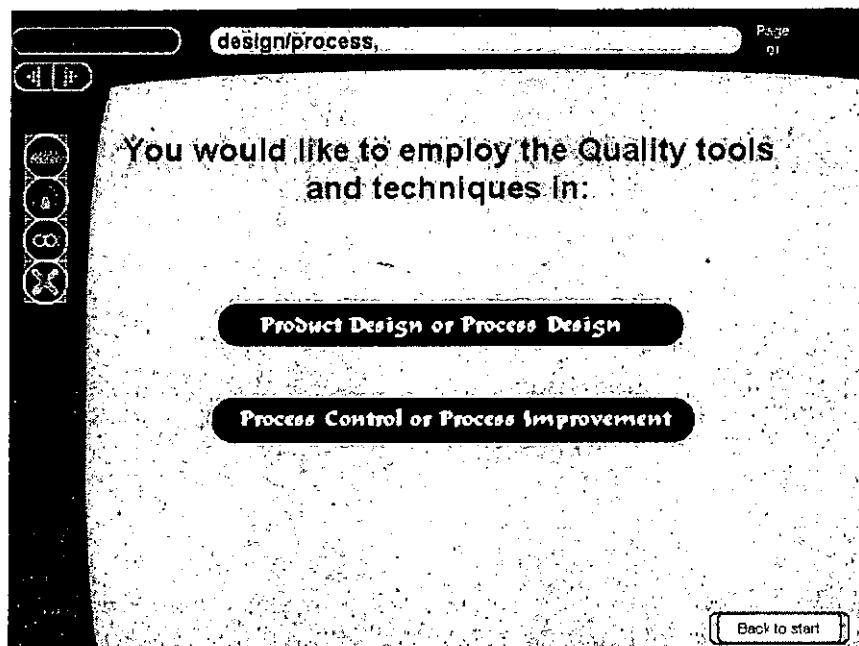 design/process,
Page
01
You would like to employ the Quality tools
and techniques in:
Product Design or Process Design
Process Control or Process Improvement
Back to start